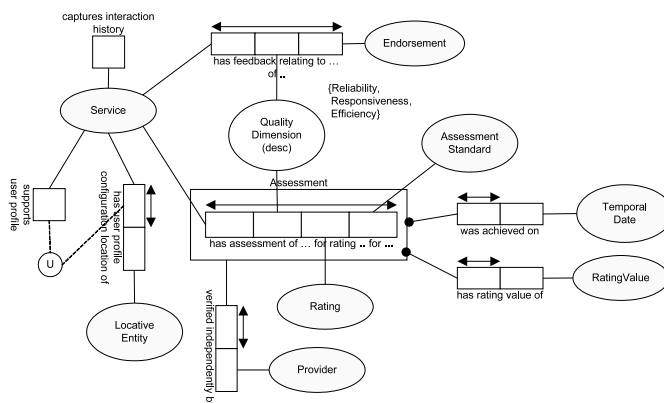 captures interaction
history
Service
has feedback relating to ...
of ..
Endorsement
{Reliability,
Responsiveness,
Efficiency}
Quality
Dimension
(desc)
Assessment
Standard
Assessment
has assessment of ... for rating .. for ...
supports
user profile
has user profile
configuration location of
U
Locative
Entity
verified independently b
Rating
Provider
was achieved on
Temporal
Date
has rating value of
RatingValue